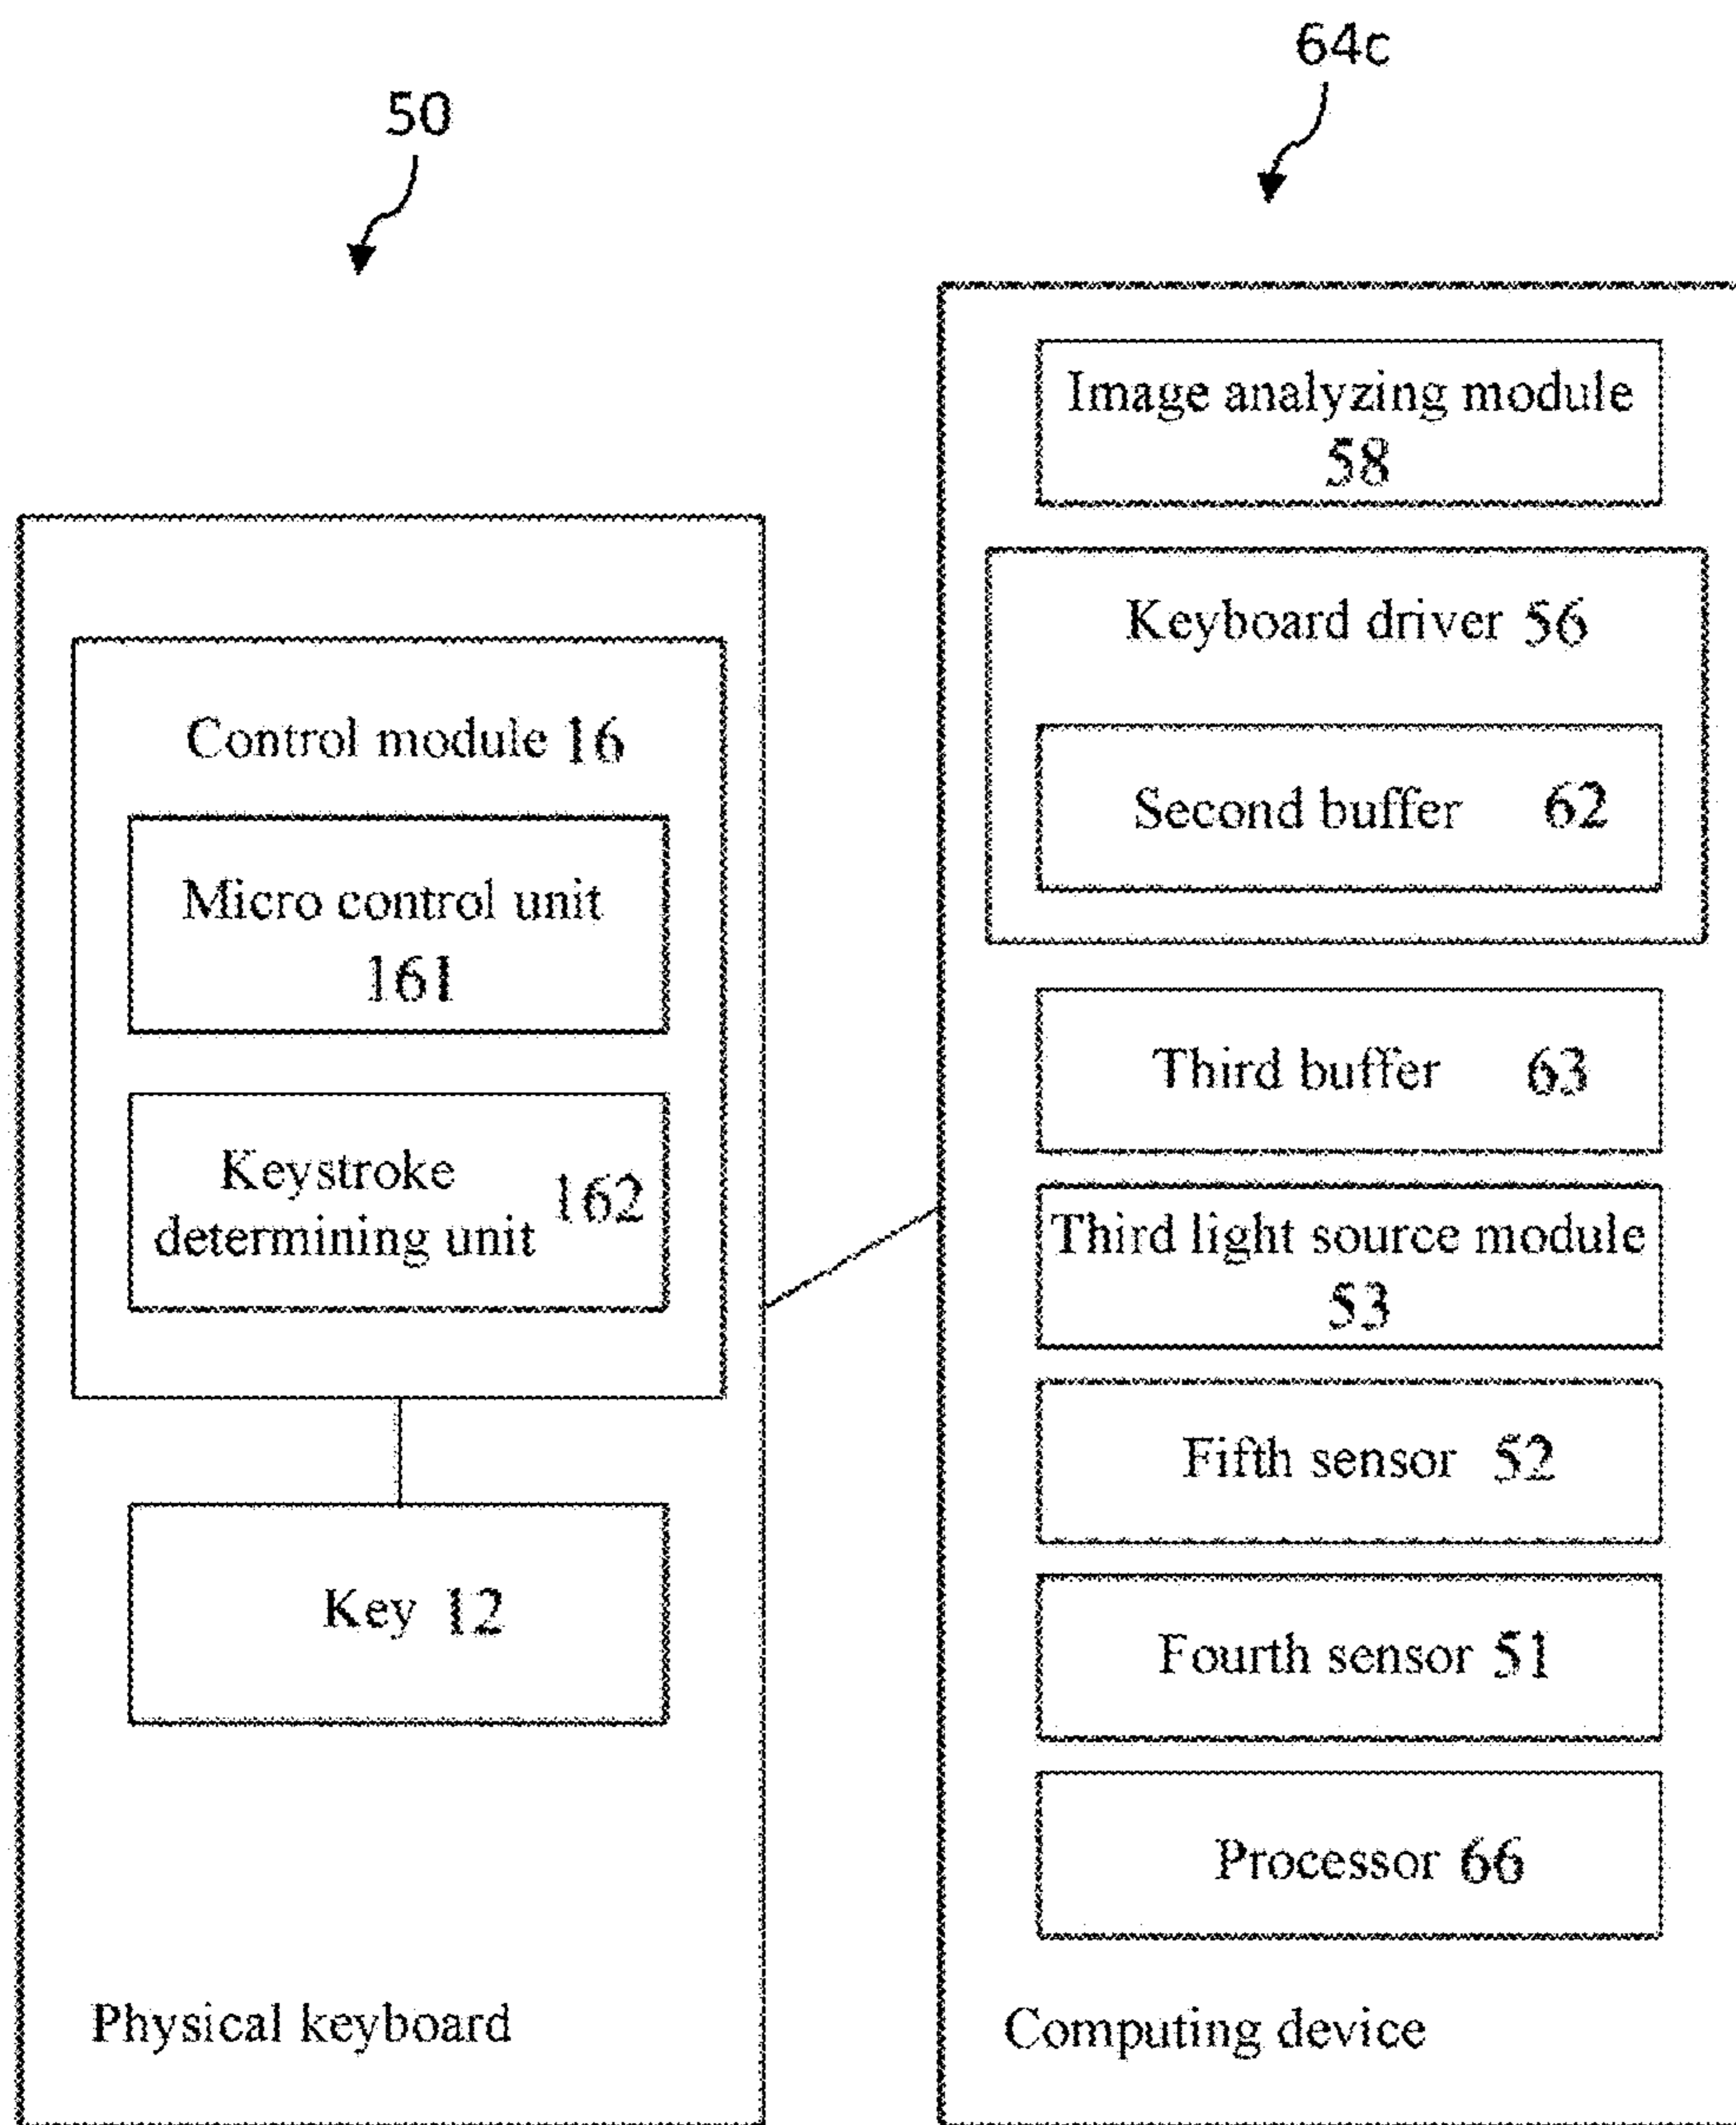 50
64c
Control module 16
Micro control unit
161
Keystroke
determining unit
162
Key 12
Physical keyboard
Image analyzing module
58
Keyboard driver 56
Second buffer 62
Third buffer 63
Third light source module
53
Fifth sensor 52
Fourth sensor 51
Processor 66
Computing device